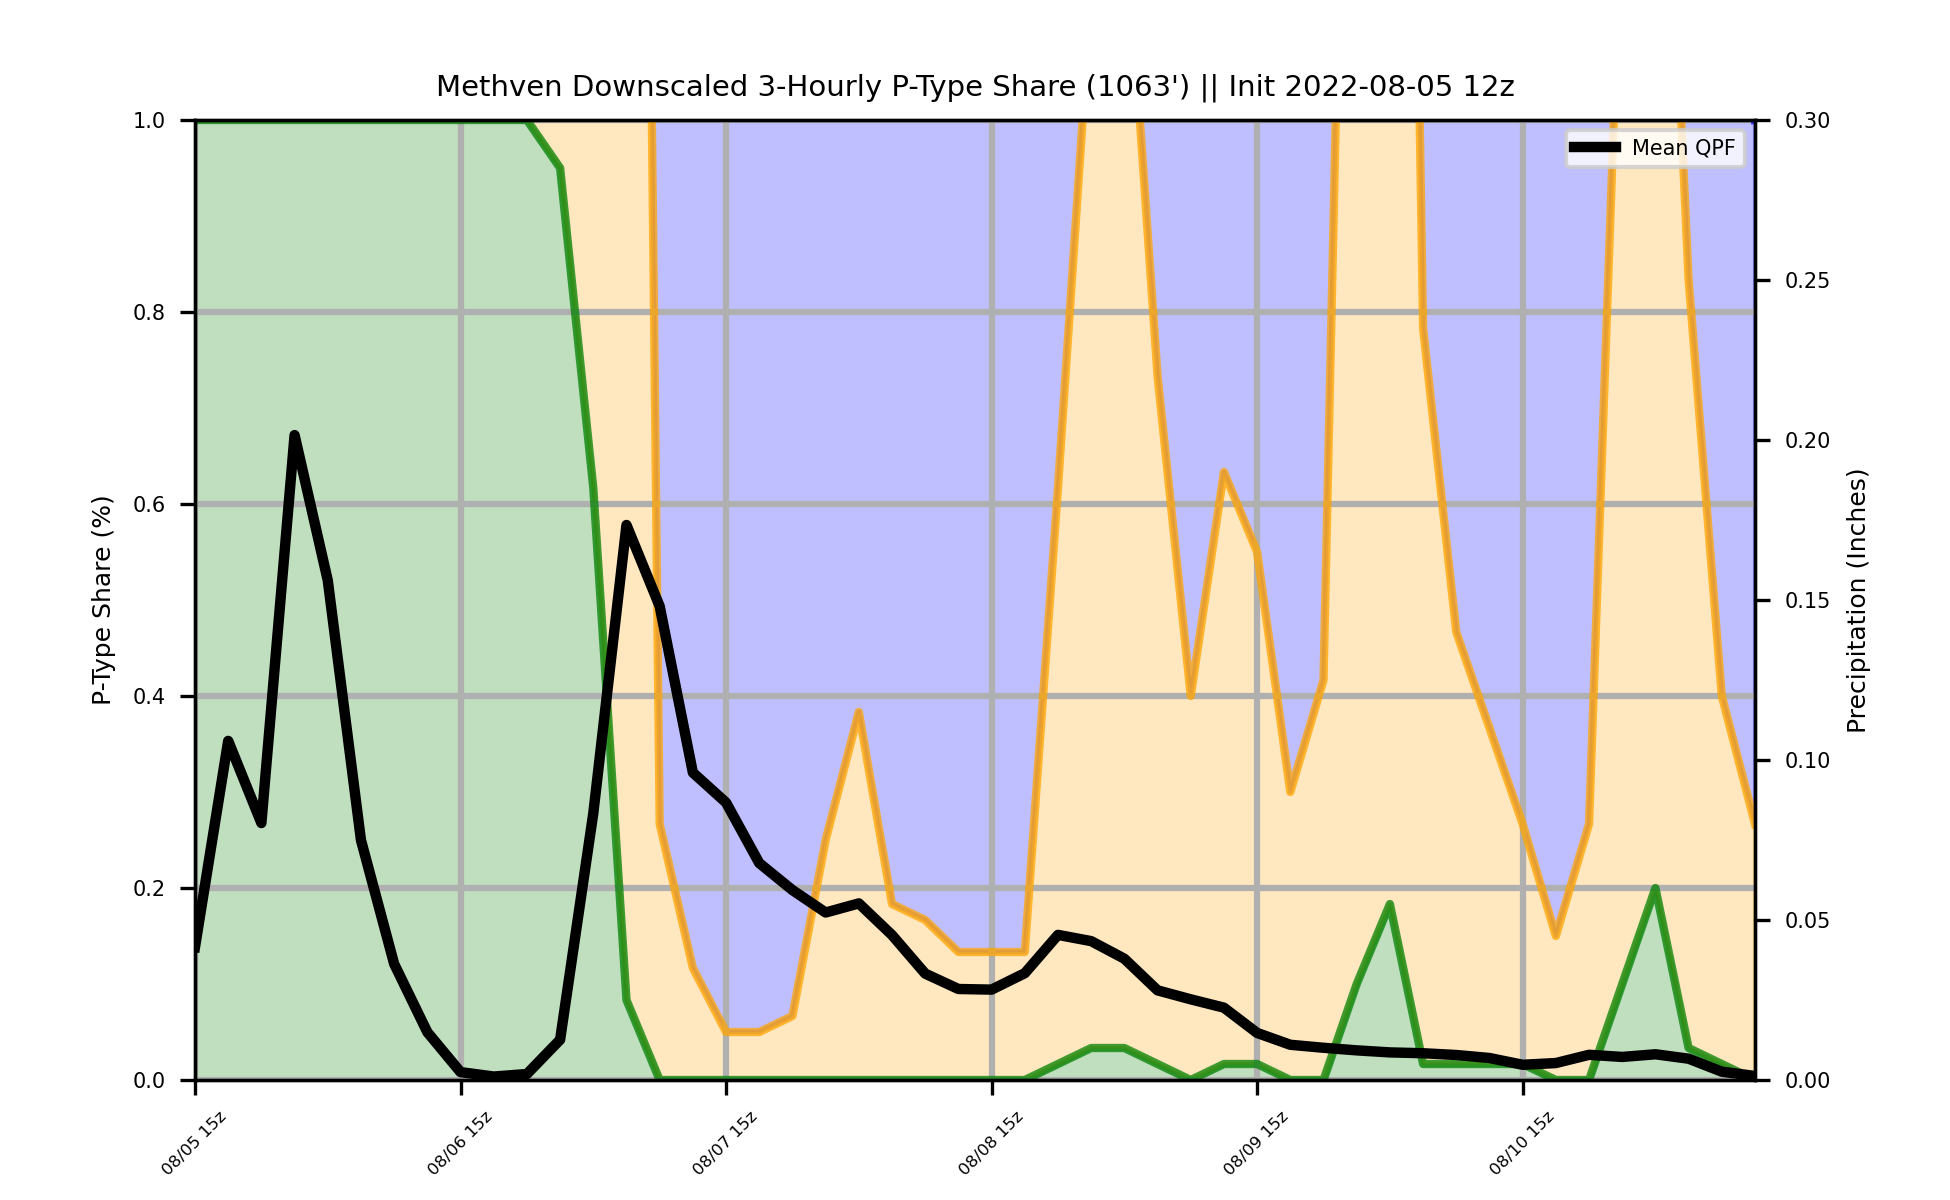 Methven Downscaled 3-Hourly P-Type Share (1063') || Init 2022-08-05 12z
Mean QPF
P-Type Share (%)
1.0
0.8
0.6
0.4
0.2
0.0
0.30
0.25
0.20
0.15
0.10
0.05
0.00
Precipitation (Inches)
08/05 15z
08/06 15z
08/07 15z
08/08 15z
08/09 15z
08/10 15z